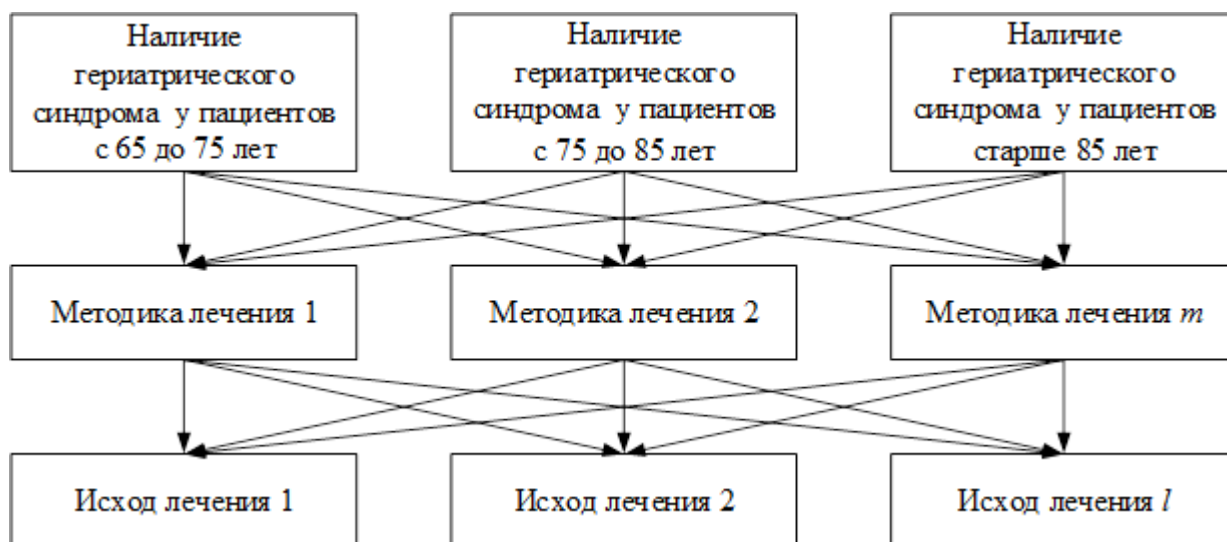 Наличие
гериатрического
синдрома у пациентов
с 65 до 75 лет
Наличие
гериатрического
синдрома у пациентов
с 75 до 85 лет
Наличие
гериатрического
синдрома у пациентов
старше 85 лет
Методика лечения 1
Методика лечения 2
Методика лечения m
Исход лечения 1
Исход лечения 2
Исход лечения l